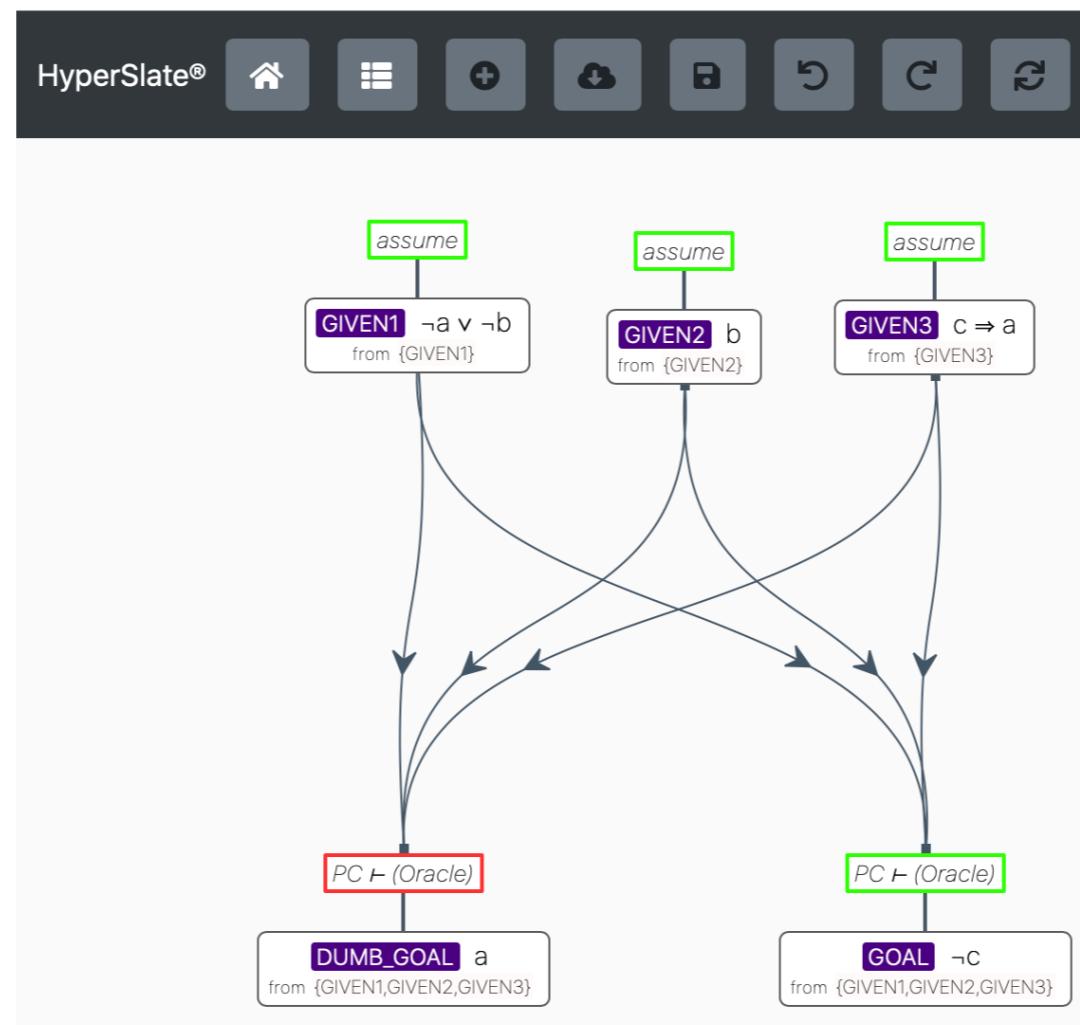 HyperSlate®
assume
assume
assume
GIVEN1 ¬a ∨ ¬b
from {GIVEN1}
GIVEN2 b
from {GIVEN2}
GIVEN3 c ⇒ a
from {GIVEN3}
PC ⊢ (Oracle)
PC ⊢ (Oracle)
DUMB_GOAL a
from {GIVEN1,GIVEN2,GIVEN3}
GOAL ¬c
from {GIVEN1,GIVEN2,GIVEN3}